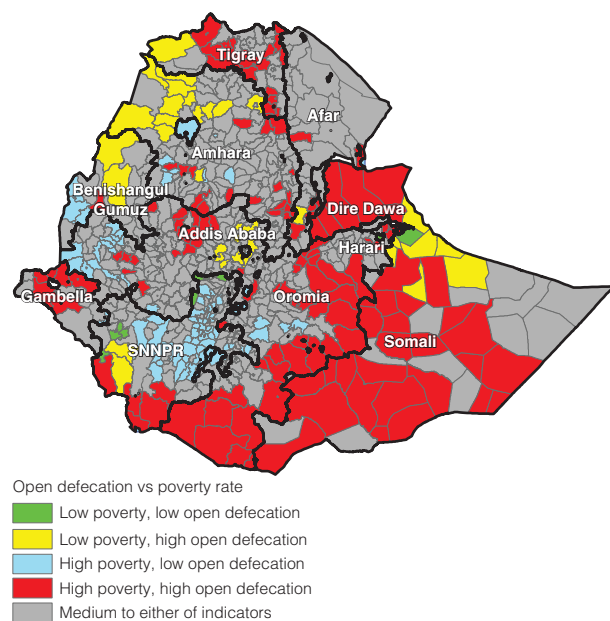 Tigray
Afar
Amhara
Benishangul
Gumuz
Dire Dawa
Addis Ababa
Harari
Gambella
Oromia
Somali
SNNPR
Open defecation vs poverty rate
Low poverty, low open defecation
Low poverty, high open defecation
High poverty, low open defecation
High poverty, high open defecation
Medium to either of indicators